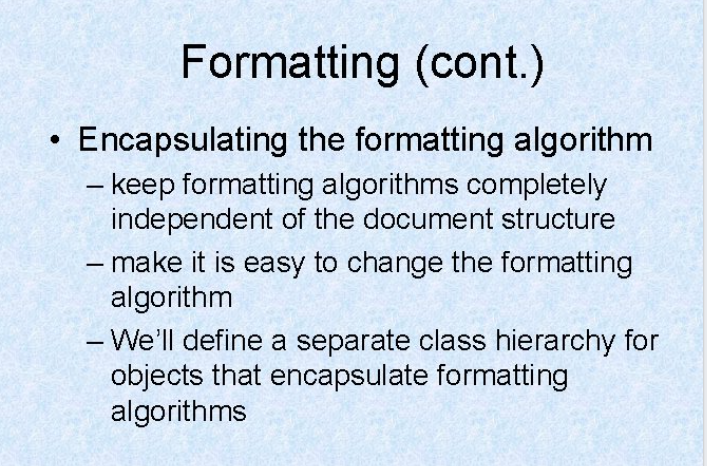 Formatting (cont.)
• Encapsulating the formatting algorithm
– keep formatting algorithms completely
independent of the document structure
– make it is easy to change the formatting
algorithm
– We'll define a separate class hierarchy for
objects that encapsulate formatting
algorithms